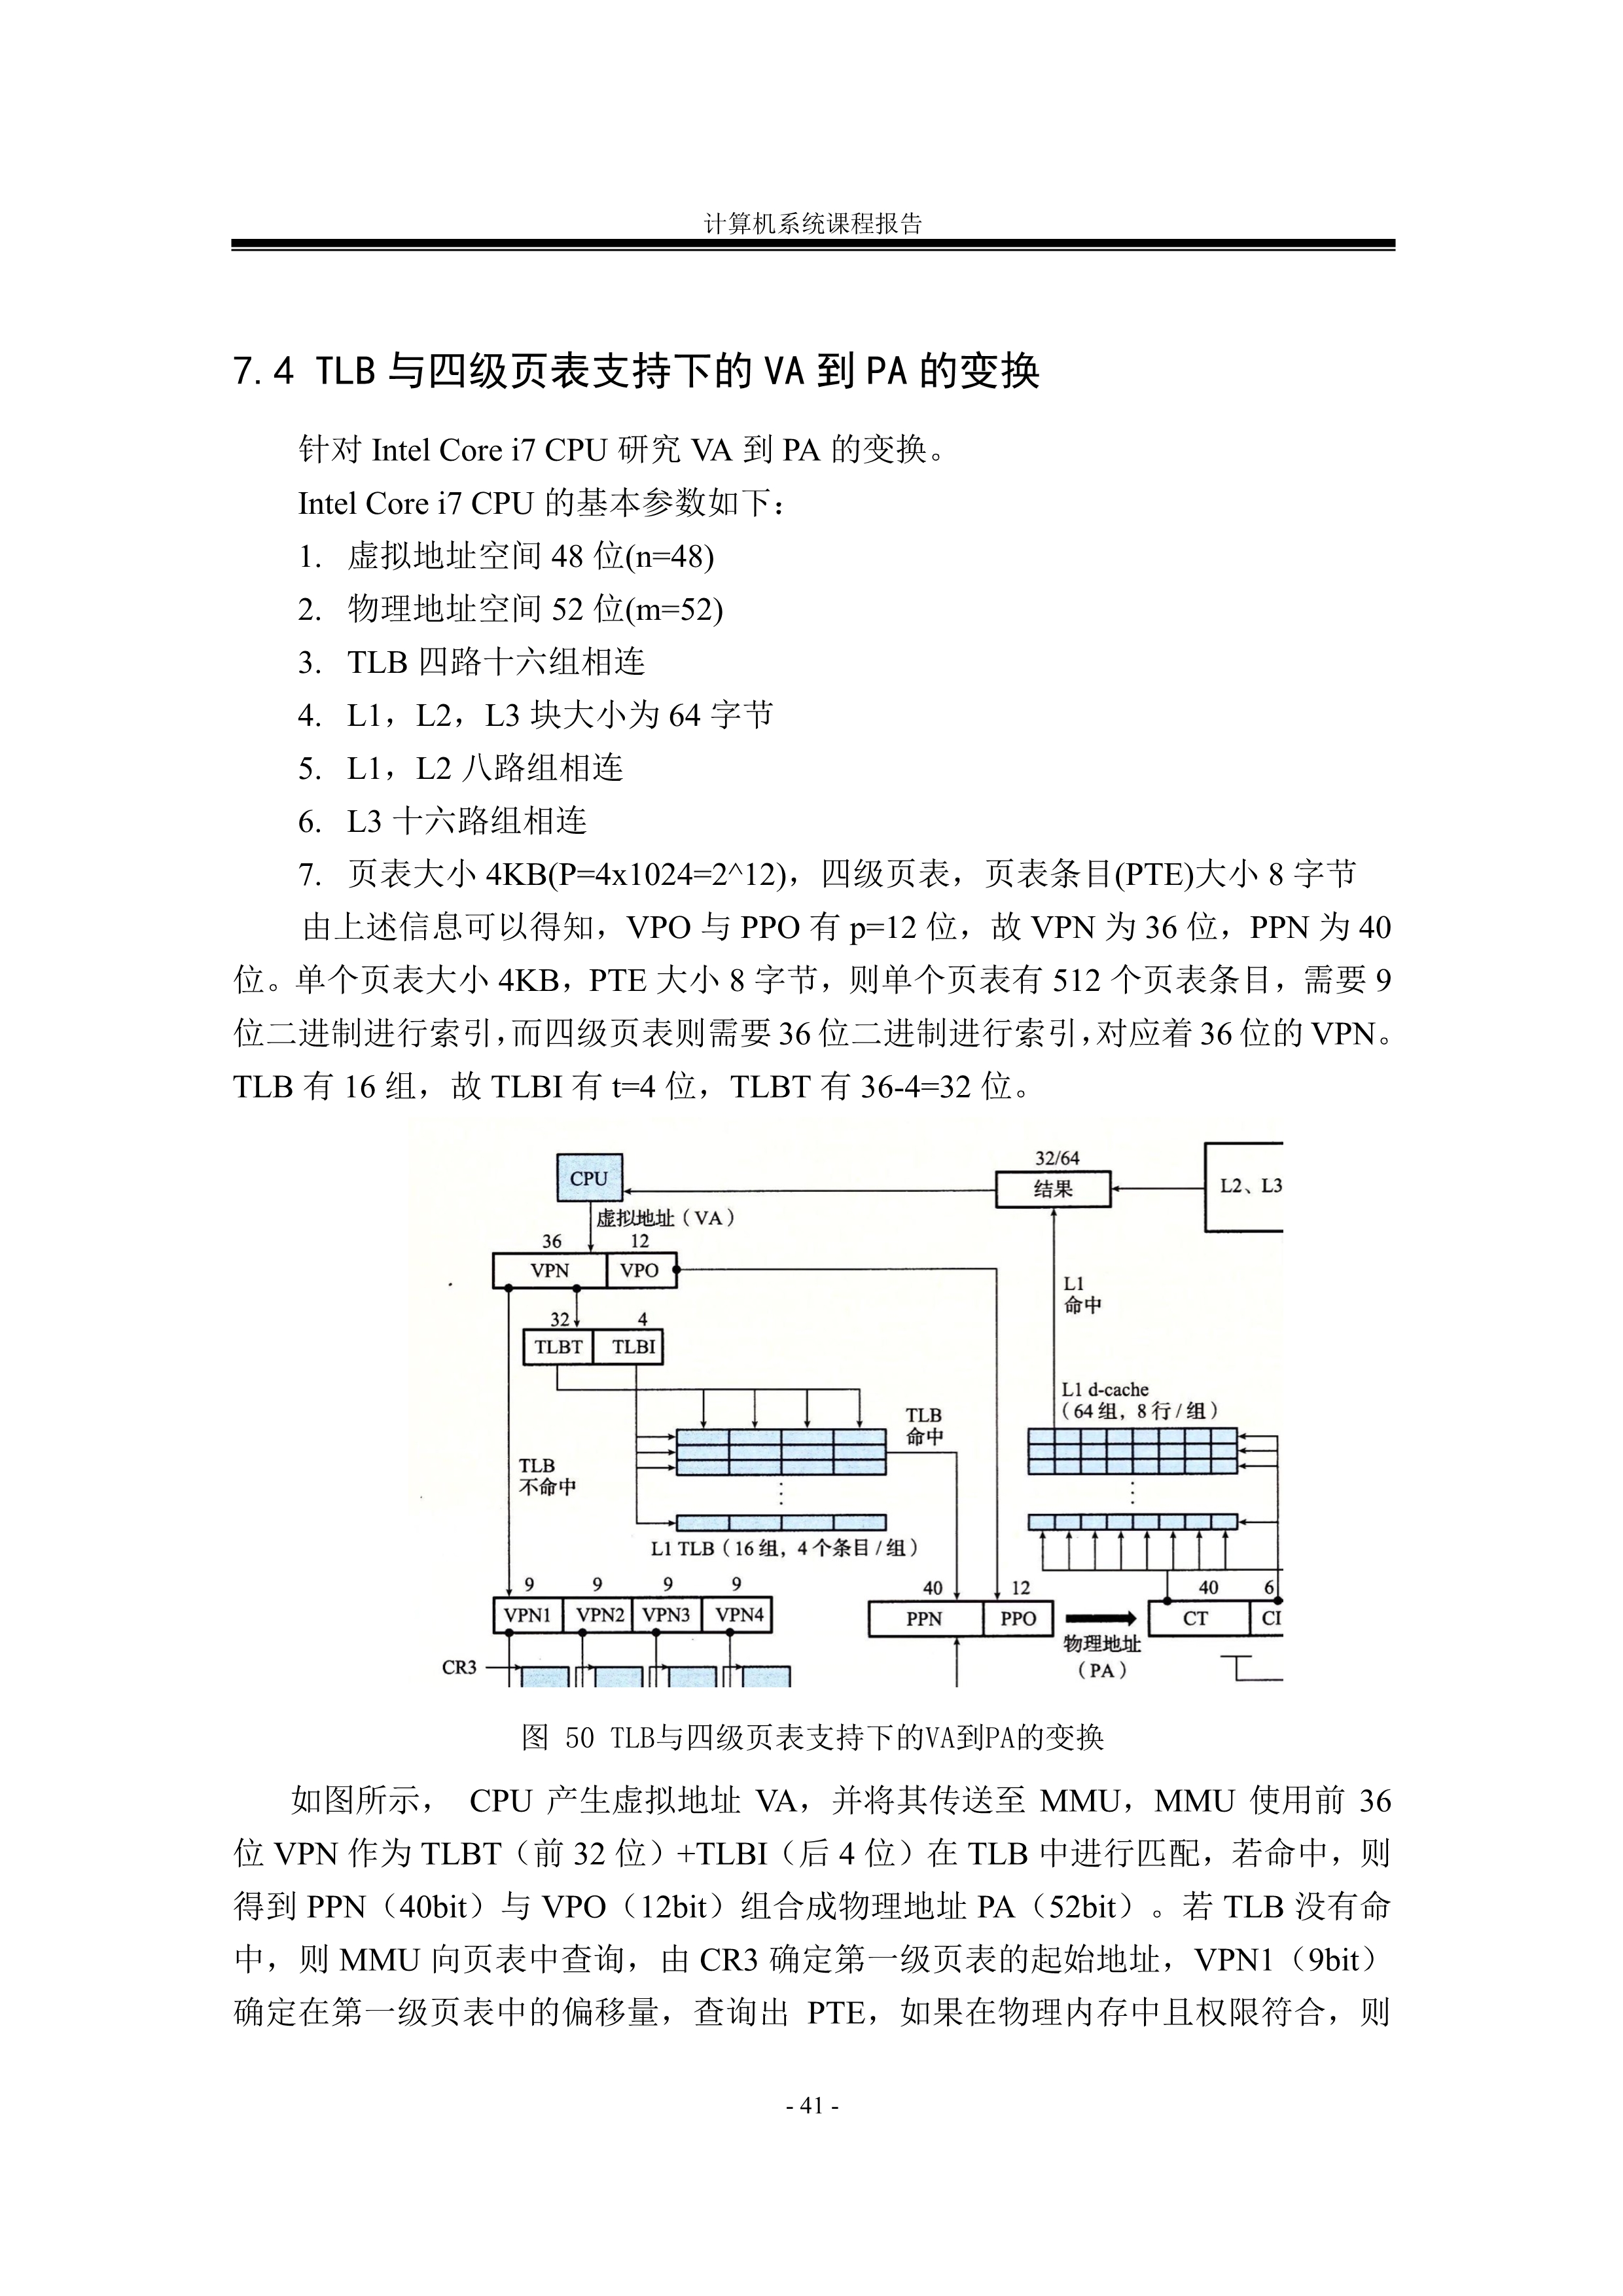 计算机系统课程报告
7.4 TLB 与四级页表支持下的 VA 到 PA 的变换
针对 Intel Core i7 CPU 研究 VA 到 PA 的变换。
Intel Core i7 CPU 的基本参数如下：
1. 虚拟地址空间 48 位(n=48)
2. 物理地址空间 52 位(m=52)
3. TLB 四路十六组相连
4. L1，L2，L3 块大小为 64 字节
5. L1，L2 八路组相连
6. L3 十六路组相连
7. 页表大小 4KB(P=4x1024=2^12)，四级页表，页表条目(PTE)大小 8 字节
由上述信息可以得知，VPO 与 PPO 有 p=12 位，故 VPN 为 36 位，PPN 为 40
位。单个页表大小 4KB，PTE 大小 8 字节，则单个页表有 512 个页表条目，需要 9
位二进制进行索引，而四级页表则需要 36 位二进制进行索引，对应着 36 位的 VPN。
TLB 有 16 组，故 TLBI 有 t=4 位，TLBT 有 36-4=32 位。
32/64
CPU
结果
L2、L3
虚拟地址（VA）
36 12
VPN VPO
L1
命中
32 4
TLBT TLBI
L1 d-cache
（64 组，8 行/组）
TLB
命中
TLB
不命中
L1 TLB（16 组，4 个条目/组）
9 9 9 9
40 12
40 6
VPN1 VPN2 VPN3 VPN4
PPN PPO
CT CI
物理地址
（PA）
CR3
图 50 TLB与四级页表支持下的VA到PA的变换
如图所示， CPU 产生虚拟地址 VA，并将其传送至 MMU，MMU 使用前 36
位 VPN 作为 TLBT（前 32 位）+TLBI（后 4 位）在 TLB 中进行匹配，若命中，则
得到 PPN（40bit）与 VPO（12bit）组合成物理地址 PA（52bit）。若 TLB 没有命
中，则 MMU 向页表中查询，由 CR3 确定第一级页表的起始地址，VPN1（9bit）
确定在第一级页表中的偏移量，查询出 PTE，如果在物理内存中且权限符合，则
- 41 -